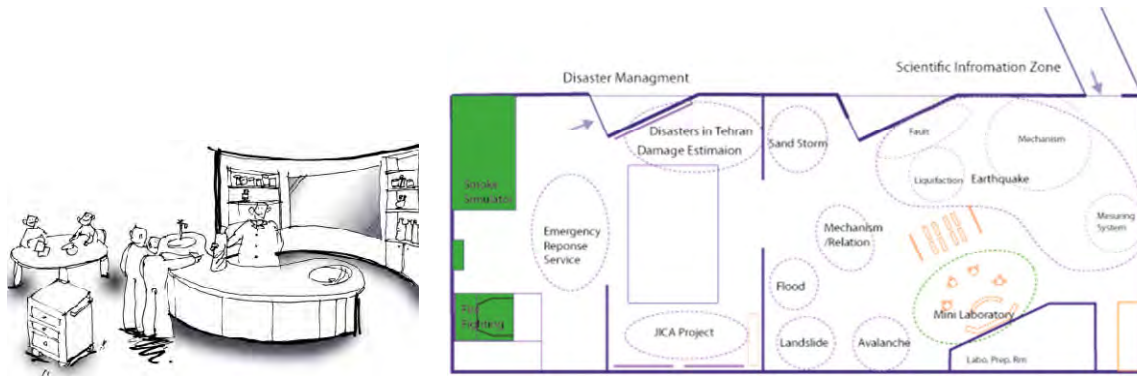 Disaster Managment
Scientific Infromation Zone
Disasters in Tehran
Damage Estimaion
Sand Storm
Fault
Mechanism
Liquifaction
Earthquake
Smoke
Simulator
Emergency
Reponse
Service
Mechanism
/Relation
Mesuring
System
Flood
Mini Laboratory
Fire
Fighting
JICA Project
Landslide
Avalanche
Labo. Prep. Rm